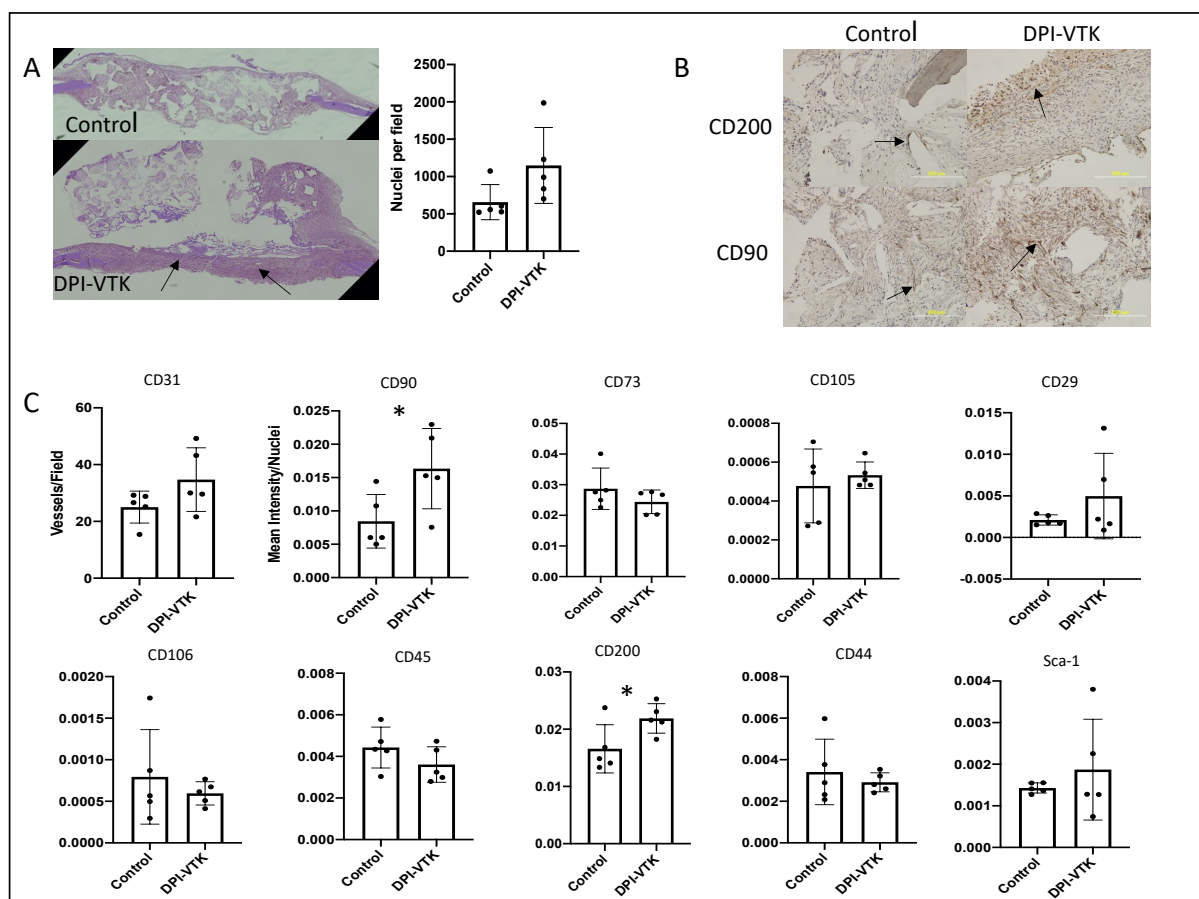 A
Control
DPI-VTK
Nuclei per field
2500
2000
1500
1000
500
0
Control
DPI-VTK
B
Control
DPI-VTK
CD200
CD90
C
CD31
Vessels/Field
60
40
20
0
Control
DPI-VTK
CD90
Mean Intensity/Nuclei
0.025
0.020
0.015
0.010
0.005
0.000
*
Control
DPI-VTK
CD73
0.05
0.04
0.03
0.02
0.01
0.00
Control
DPI-VTK
CD105
0.0008
0.0006
0.0004
0.0002
0.0000
Control
DPI-VTK
CD29
0.015
0.010
0.005
0.000
-0.005
Control
DPI-VTK
CD106
0.0020
0.0015
0.0010
0.0005
0.0000
Control
DPI-VTK
CD45
0.008
0.006
0.004
0.002
0.000
Control
DPI-VTK
CD200
0.03
0.02
0.01
0.00
*
Control
DPI-VTK
CD44
0.008
0.006
0.004
0.002
0.000
Control
DPI-VTK
Sca-1
0.004
0.003
0.002
0.001
0.000
Control
DPI-VTK